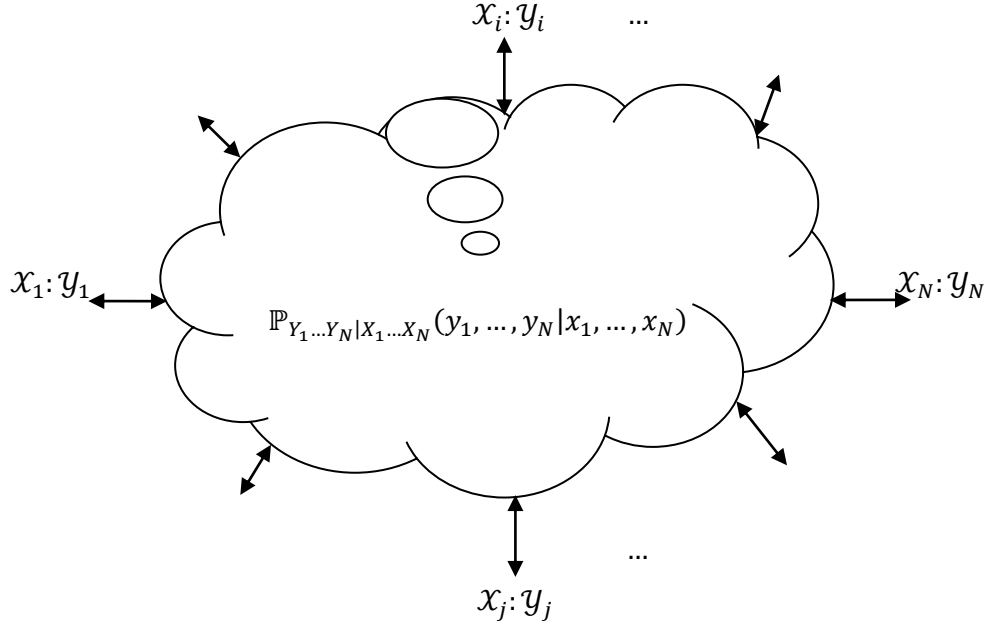 𝒳ᵢ: 𝒴ᵢ ...
𝒳₁: 𝒴₁
𝒳_N: 𝒴_N
ℙ_{Y₁…Y_N|X₁…X_N}(y₁, … , y_N|x₁, … , x_N)
...
𝒳ⱼ: 𝒴ⱼ